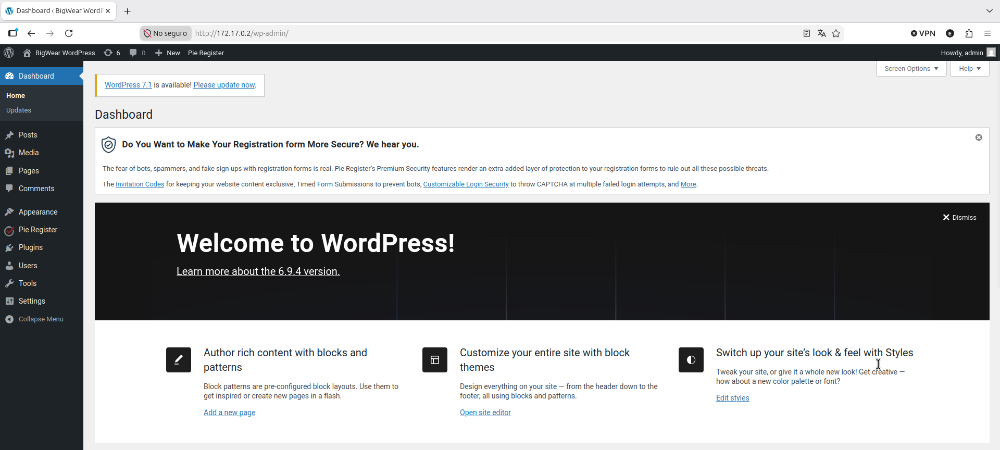 Dashboard ‹ BigWear WordP
No seguro
http://172.17.0.2/wp-admin/
VPN
E
BigWear WordPress
6
0
New
Pie Register
Howdy, admin
Dashboard
Home
Updates
Posts
Media
Pages
Comments
Appearance
Pie Register
Plugins
Users
Tools
Settings
Collapse Menu
Screen Options
Help
WordPress 7.1 is available! Please update now.
Dashboard
Do You Want to Make Your Registration form More Secure? We hear you.
The fear of bots, spammers, and fake sign-ups with registration forms is real. Pie Register’s Premium Security features render an extra-added layer of protection to your registration forms to rule-out all these possible threats.
The Invitation Codes for keeping your website content exclusive, Timed Form Submissions to prevent bots, Customizable Login Security to throw CAPTCHA at multiple failed login attempts, and More.
Dismiss
Welcome to WordPress!
Learn more about the 6.9.4 version.
Author rich content with blocks and
patterns
Block patterns are pre-configured block layouts. Use them to
get inspired or create new pages in a flash.
Add a new page
Customize your entire site with block
themes
Design everything on your site — from the header down to the
footer, all using blocks and patterns.
Open site editor
Switch up your site’s look & feel with Styles
Tweak your site, or give it a whole new look! Get creative —
how about a new color palette or font?
Edit styles